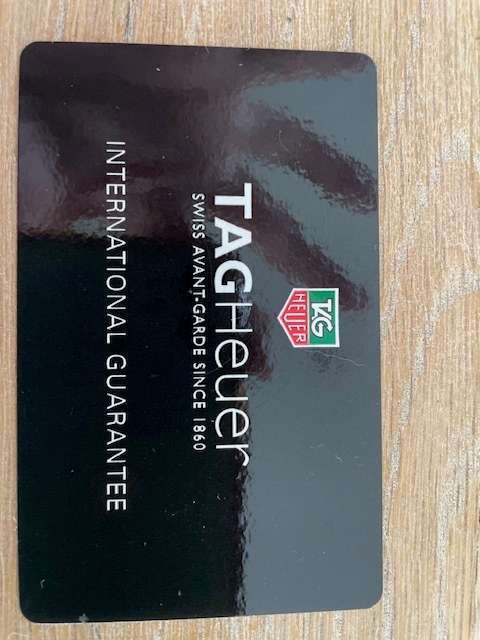 TAG
HEUER
TAGHeuer
SWISS AVANT-GARDE SINCE 1860
INTERNATIONAL GUARANTEE